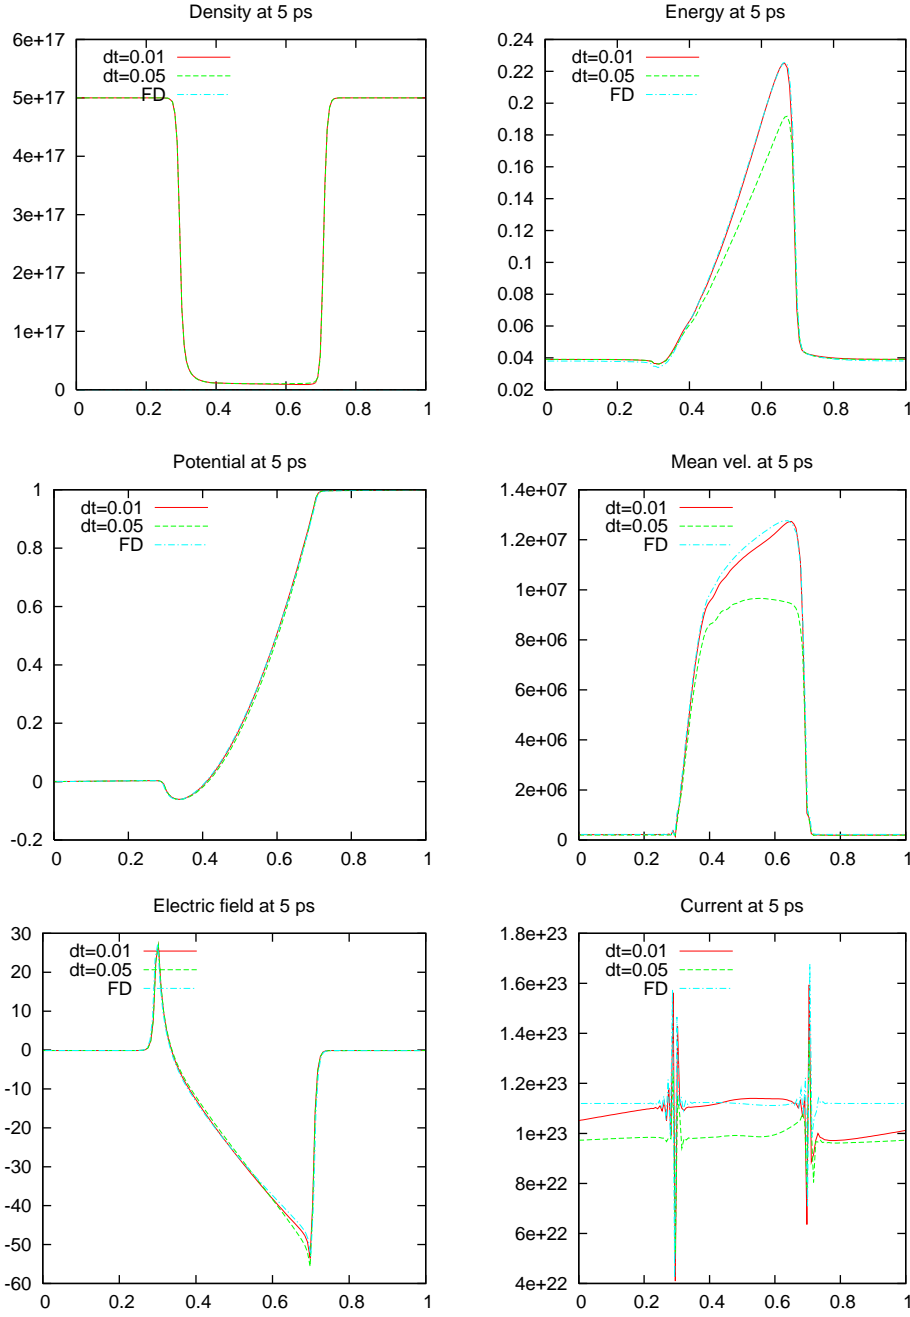 Density at 5 ps
6e+17
5e+17
4e+17
3e+17
2e+17
1e+17
0
dt=0.01
dt=0.05
FD
0 0.2 0.4 0.6 0.8 1
Energy at 5 ps
0.24
0.22
0.2
0.18
0.16
0.14
0.12
0.1
0.08
0.06
0.04
0.02
dt=0.01
dt=0.05
FD
0 0.2 0.4 0.6 0.8 1
Potential at 5 ps
1
0.8
0.6
0.4
0.2
0
-0.2
dt=0.01
dt=0.05
FD
0 0.2 0.4 0.6 0.8 1
Mean vel. at 5 ps
1.4e+07
1.2e+07
1e+07
8e+06
6e+06
4e+06
2e+06
0
dt=0.01
dt=0.05
FD
0 0.2 0.4 0.6 0.8 1
Electric field at 5 ps
30
20
10
0
-10
-20
-30
-40
-50
-60
dt=0.01
dt=0.05
FD
0 0.2 0.4 0.6 0.8 1
Current at 5 ps
1.8e+23
1.6e+23
1.4e+23
1.2e+23
1e+23
8e+22
6e+22
4e+22
dt=0.01
dt=0.05
FD
0 0.2 0.4 0.6 0.8 1